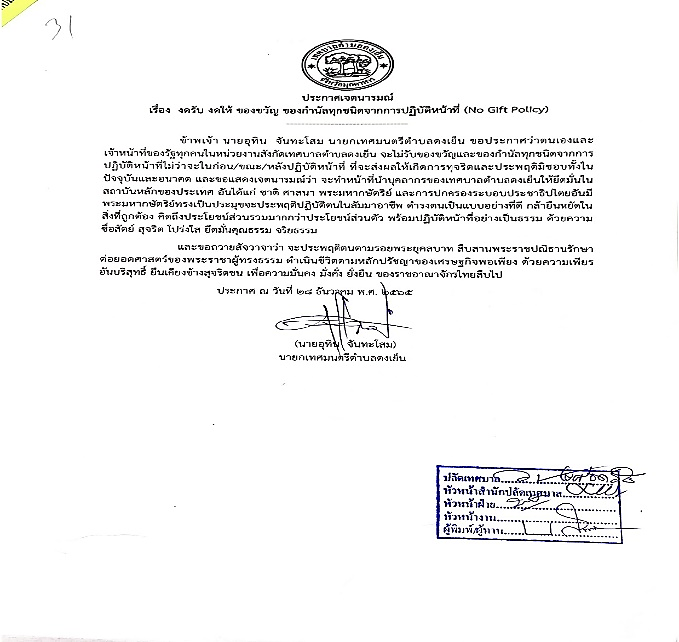 31
เทศบาลตำบลดงเย็น
จังหวัดมุกดาหาร
ประกาศเจตนารมณ์
เรื่อง งดรับ งดให้ ของขวัญ ของกำนัลทุกชนิดจากการปฏิบัติหน้าที่ (No Gift Policy)
ข้าพเจ้า นายอุทิน จันทะโสม นายกเทศมนตรีตำบลดงเย็น ขอประกาศว่าตนเองและ
เจ้าหน้าที่ของรัฐทุกคนในหน่วยงานสังกัดเทศบาลตำบลดงเย็น จะไม่รับของขวัญและของกำนัลทุกชนิดจากการ
ปฏิบัติหน้าที่ไม่ว่าจะในก่อน/ขณะ/หลังปฏิบัติหน้าที่ ที่จะส่งผลให้เกิดการทุจริตและประพฤติมิชอบทั้งใน
ปัจจุบันและอนาคต และขอแสดงเจตนารมณ์ว่า จะทำหน้าที่นำบุคลากรของเทศบาลตำบลดงเย็นให้ยึดมั่นใน
สถาบันหลักของประเทศ อันได้แก่ ชาติ ศาสนา พระมหากษัตริย์ และการปกครองระบอบประชาธิปไตยอันมี
พระมหากษัตริย์ทรงเป็นประมุขจะประพฤติปฏิบัติตนในสัมมาอาชีพ ดำรงตนเป็นแบบอย่างที่ดี กล้ายืนหยัดใน
สิ่งที่ถูกต้อง คิดถึงประโยชน์ส่วนรวมมากกว่าประโยชน์ส่วนตัว พร้อมปฏิบัติหน้าที่อย่างเป็นธรรม ด้วยความ
ซื่อสัตย์ สุจริต โปร่งใส ยึดมั่นคุณธรรม จริยธรรม
และขอถวายสัจวาจาว่า จะประพฤติตนตามรอยพระยุคลบาท สืบสานพระราชปณิธานรักษา
ต่อยอดศาสตร์ของพระราชาผู้ทรงธรรม ดำเนินชีวิตตามหลักปรัชญาของเศรษฐกิจพอเพียง ด้วยความเพียร
อันบริสุทธิ์ ยืนเคียงข้างสุจริตชน เพื่อความมั่นคง มั่งคั่ง ยั่งยืน ของราชอาณาจักรไทยสืบไป
ประกาศ ณ วันที่ ๒๘ ธันวาคม พ.ศ. ๒๕๖๕
(นายอุทิน จันทะโสม)
นายกเทศมนตรีตำบลดงเย็น
ปลัดเทศบาล
หัวหน้าสำนักปลัดเทศบาล
หัวหน้าฝ่าย
หัวหน้างาน
ผู้พิมพ์/ผู้ทาน